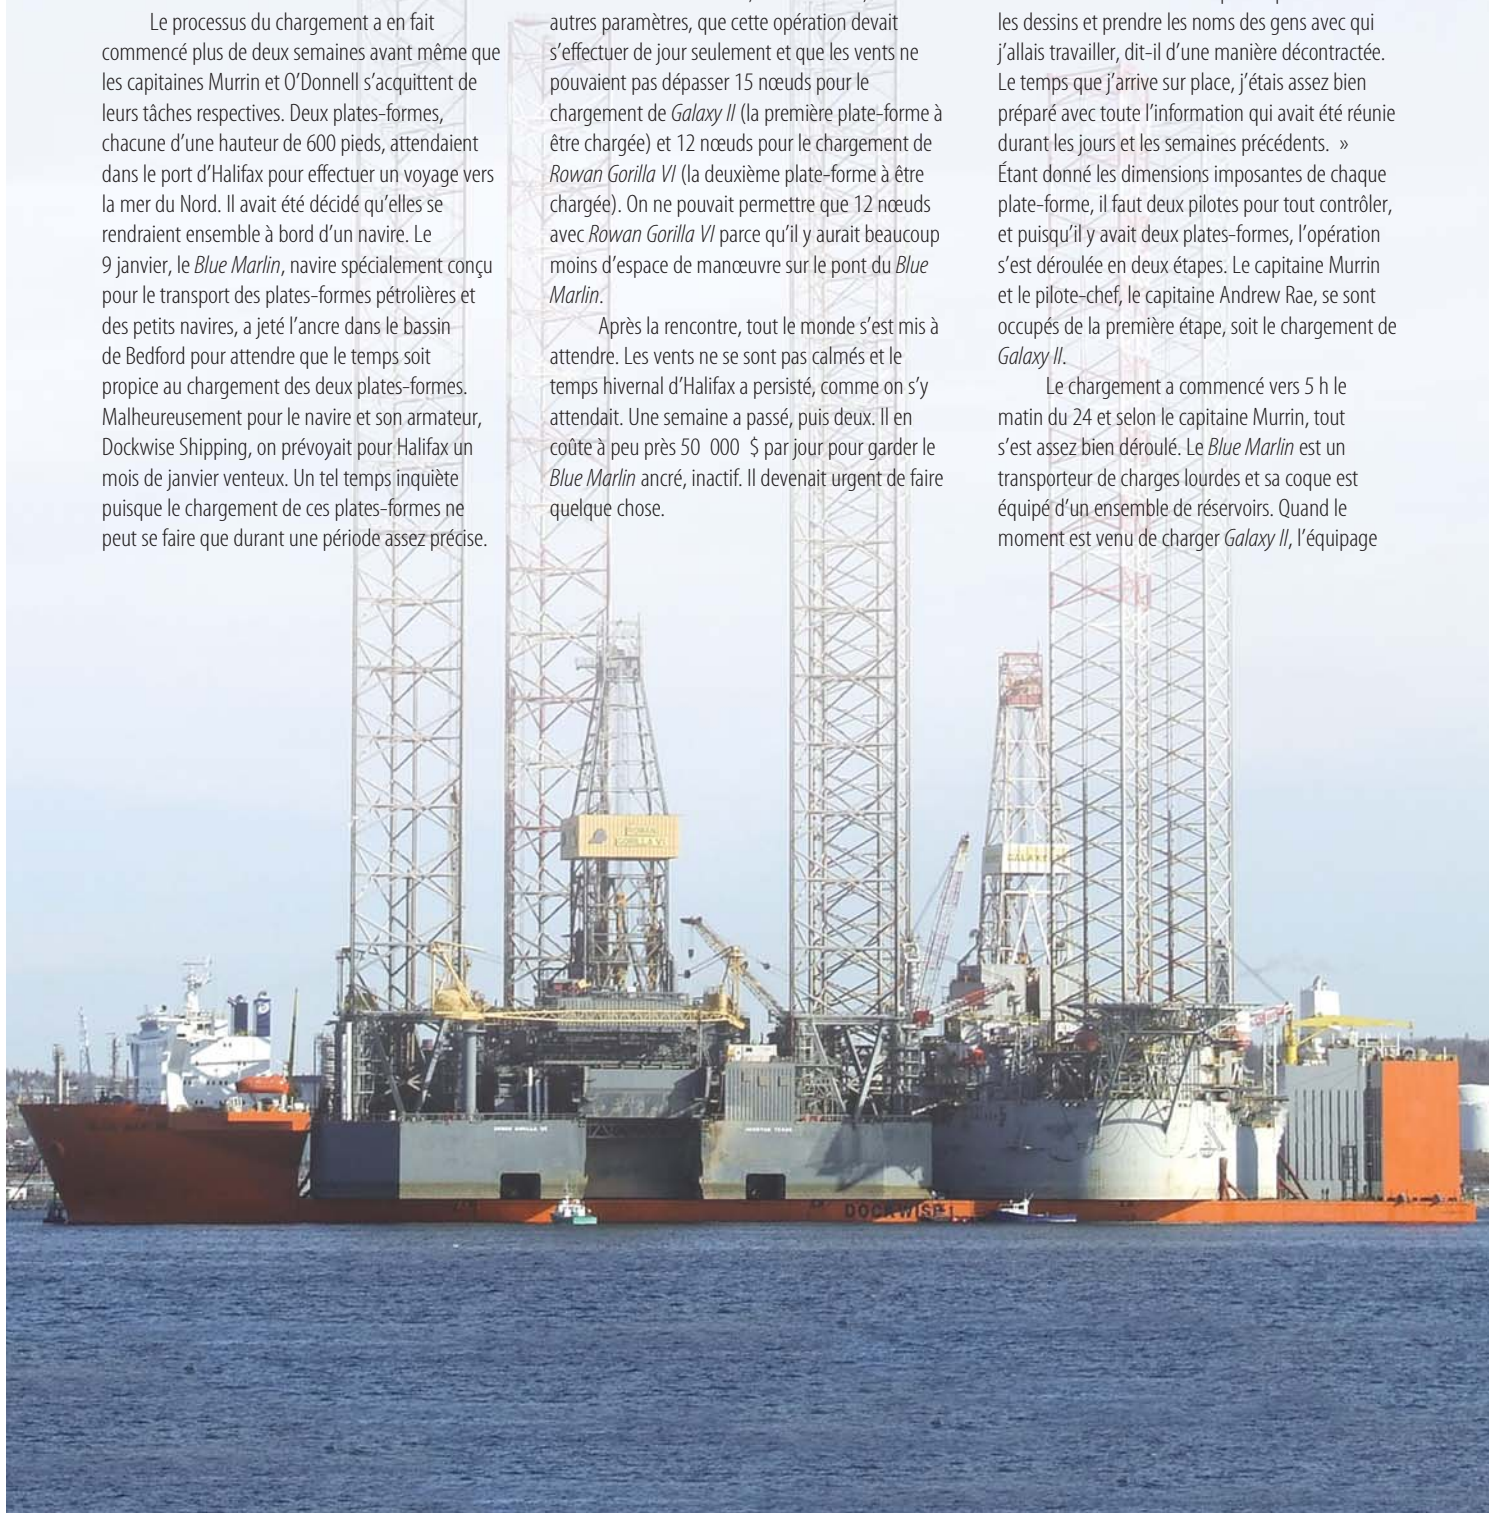 Le processus du chargement a en fait
commencé plus de deux semaines avant même que
les capitaines Murrin et O’Donnell s’acquittent de
leurs tâches respectives. Deux plates-formes,
chacune d’une hauteur de 600 pieds, attendaient
dans le port d’Halifax pour effectuer un voyage vers
la mer du Nord. Il avait été décidé qu’elles se
rendraient ensemble à bord d’un navire. Le
9 janvier, le Blue Marlin, navire spécialement conçu
pour le transport des plates-formes pétrolières et
des petits navires, a jeté l’ancre dans le bassin
de Bedford pour attendre que le temps soit
propice au chargement des deux plates-formes.
Malheureusement pour le navire et son armateur,
Dockwise Shipping, on prévoyait pour Halifax un
mois de janvier venteux. Un tel temps inquiète
puisque le chargement de ces plates-formes ne
peut se faire que durant une période assez précise.
autres paramètres, que cette opération devait
s’effectuer de jour seulement et que les vents ne
pouvaient pas dépasser 15 nœuds pour le
chargement de Galaxy II (la première plate-forme à
être chargée) et 12 nœuds pour le chargement de
Rowan Gorilla VI (la deuxième plate-forme à être
chargée). On ne pouvait permettre que 12 nœuds
avec Rowan Gorilla VI parce qu’il y aurait beaucoup
moins d’espace de manœuvre sur le pont du Blue
Marlin.
Après la rencontre, tout le monde s’est mis à
attendre. Les vents ne se sont pas calmés et le
temps hivernal d’Halifax a persisté, comme on s’y
attendait. Une semaine a passé, puis deux. Il en
coûte à peu près 50 000 $ par jour pour garder le
Blue Marlin ancré, inactif. Il devenait urgent de faire
quelque chose.
les dessins et prendre les noms des gens avec qui
j’allais travailler, dit-il d’une manière décontractée.
Le temps que j’arrive sur place, j’étais assez bien
préparé avec toute l’information qui avait été réunie
durant les jours et les semaines précédents. »
Étant donné les dimensions imposantes de chaque
plate-forme, il faut deux pilotes pour tout contrôler,
et puisqu’il y avait deux plates-formes, l’opération
s’est déroulée en deux étapes. Le capitaine Murrin
et le pilote-chef, le capitaine Andrew Rae, se sont
occupés de la première étape, soit le chargement de
Galaxy II.
Le chargement a commencé vers 5 h le
matin du 24 et selon le capitaine Murrin, tout
s’est assez bien déroulé. Le Blue Marlin est un
transporteur de charges lourdes et sa coque est
équipé d’un ensemble de réservoirs. Quand le
moment est venu de charger Galaxy II, l’équipage
ROWAN
GORILLA VI
GALAXY
ROWAN GORILLA VI
HOUSTON TEXAS
DOCKWISE